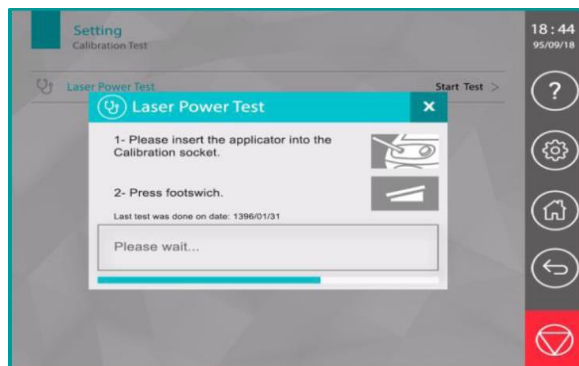 Setting
Calibration Test
18:44
95/09/18
Laser Power Test
Start Test >
Laser Power Test
1- Please insert the applicator into the
Calibration socket.
2- Press footswich.
Last test was done on date: 1396/01/31
Please wait...
?